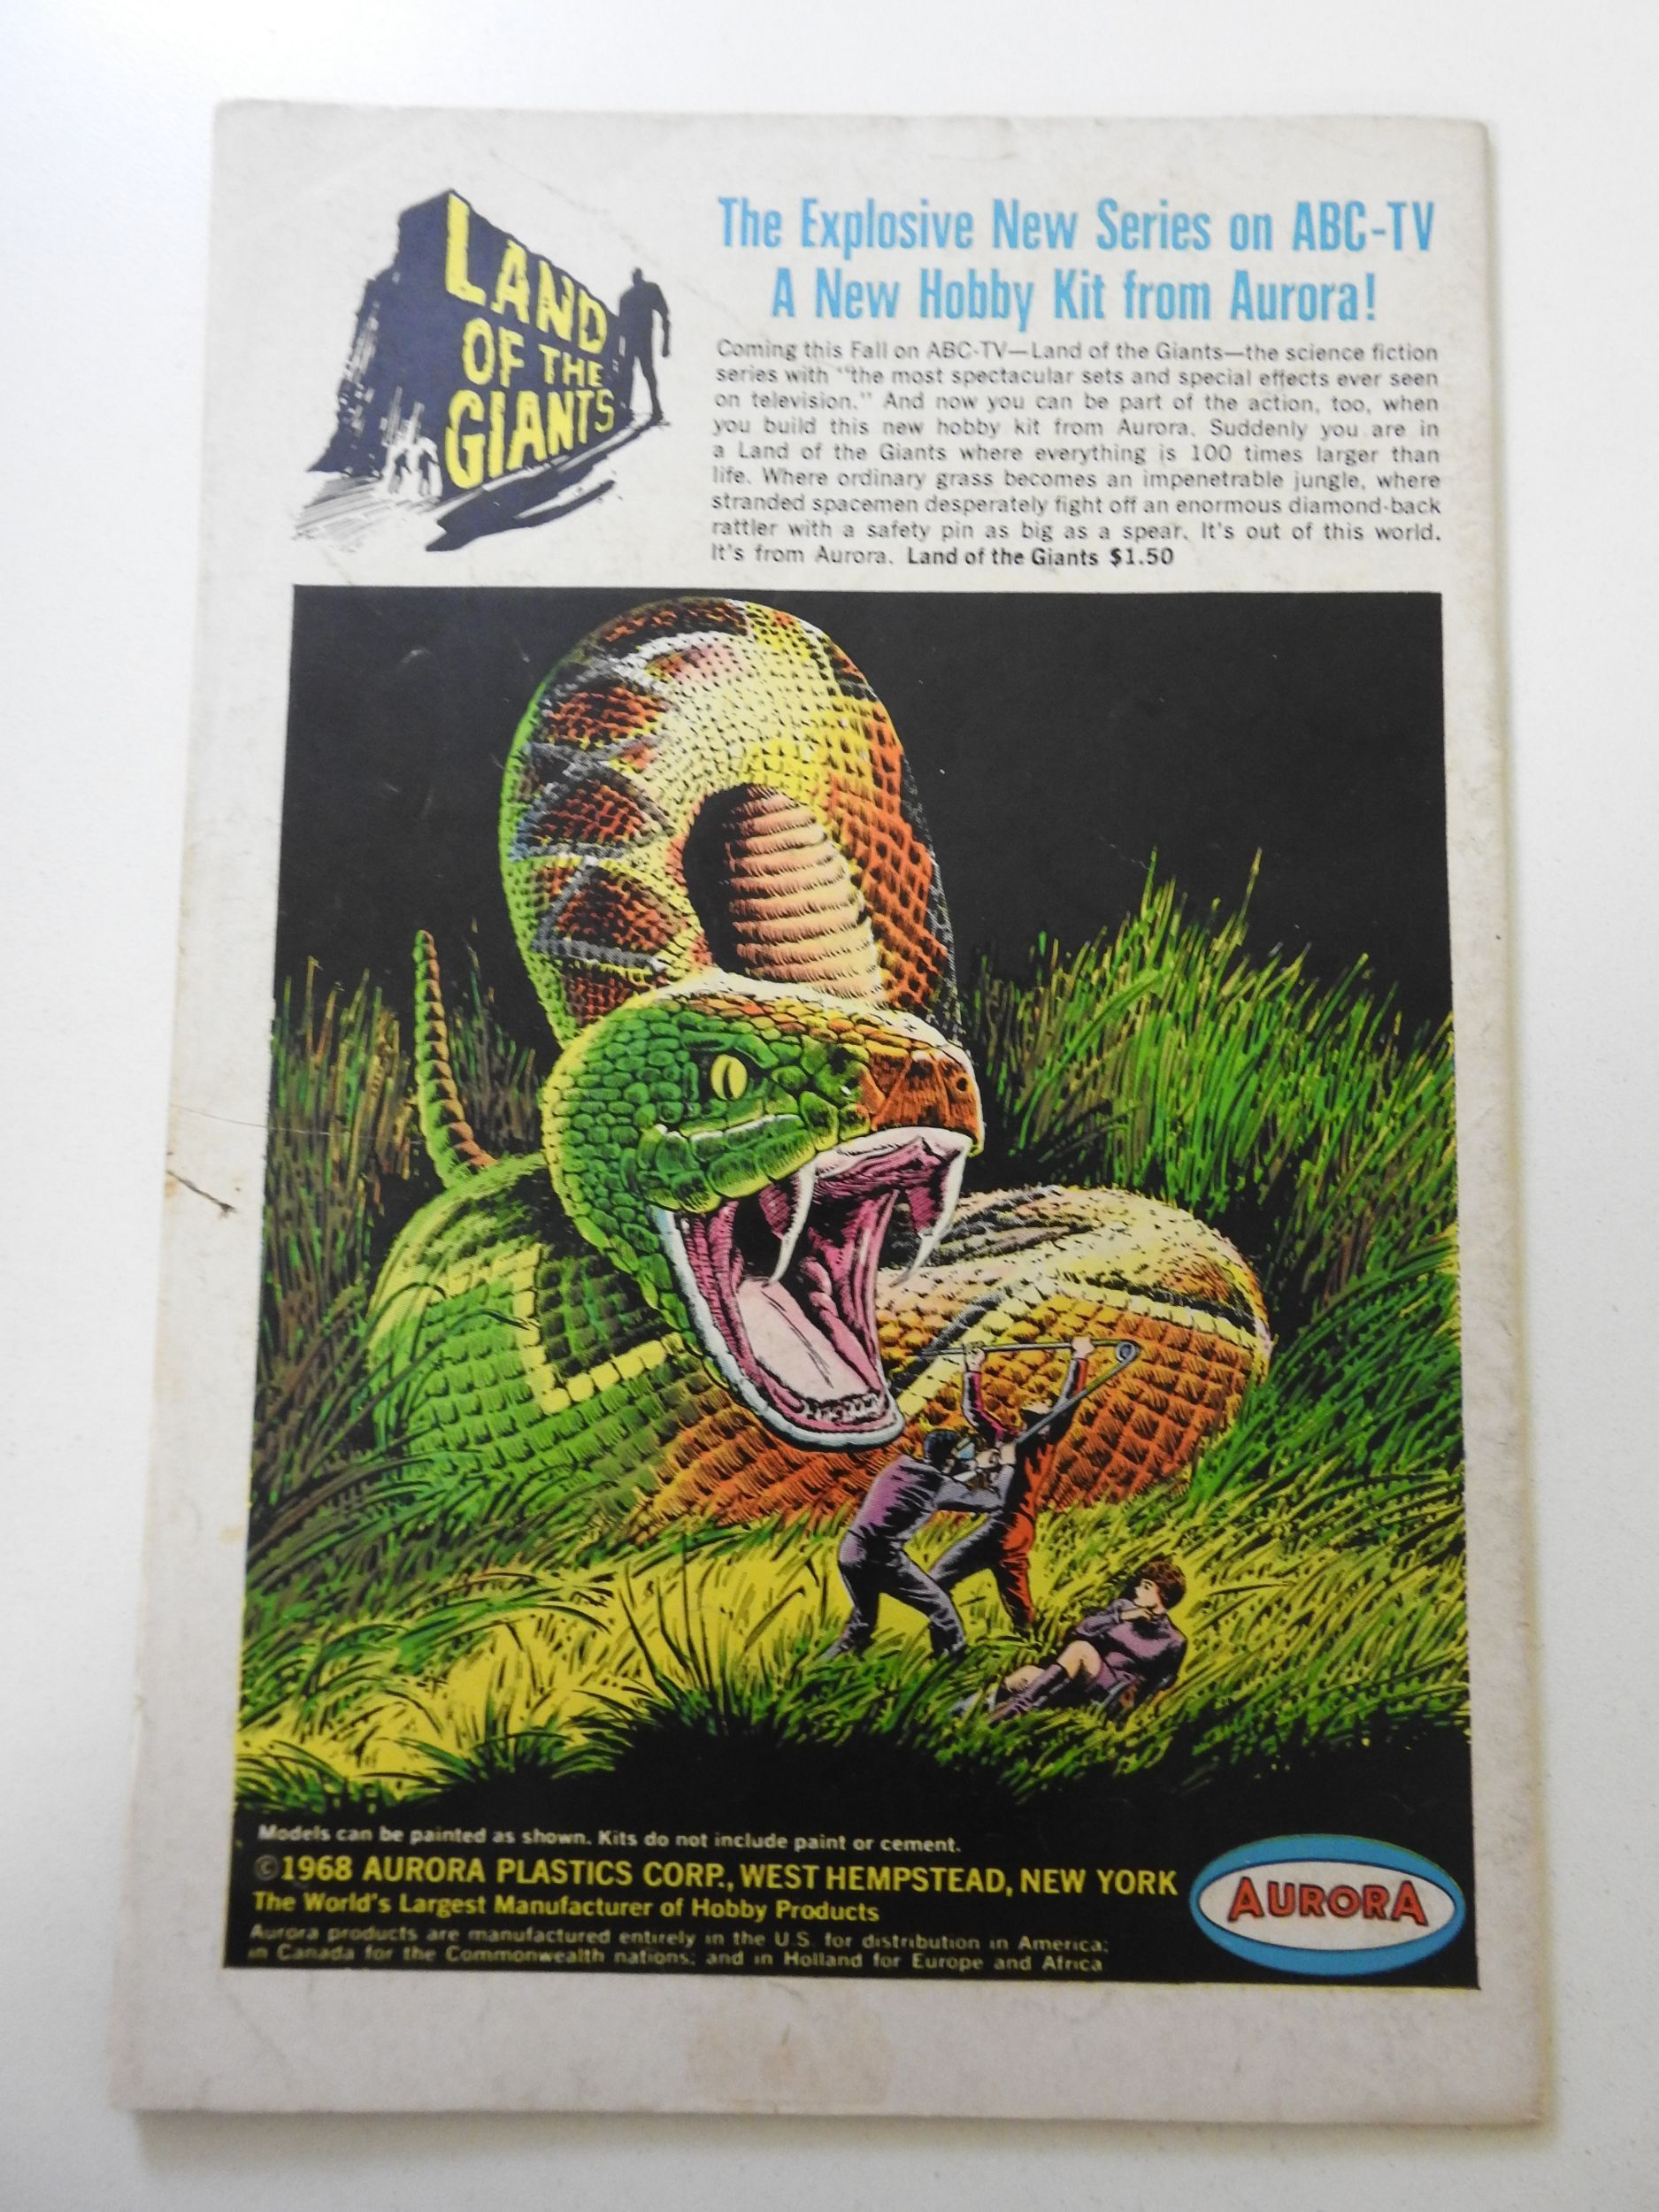 LAND
OF THE
GIANTS
The Explosive New Series on ABC-TV
A New Hobby Kit from Aurora!
Coming this Fall on ABC-TV—Land of the Giants—the science fiction
series with "the most spectacular sets and special effects ever seen
on television." And now you can be part of the action, too, when
you build this new hobby kit from Aurora. Suddenly you are in
a Land of the Giants where everything is 100 times larger than
life. Where ordinary grass becomes an impenetrable jungle, where
stranded spacemen desperately fight off an enormous diamond-back
rattler with a safety pin as big as a spear. It's out of this world.
It's from Aurora. Land of the Giants $1.50
Models can be painted as shown. Kits do not include paint or cement.
©1968 AURORA PLASTICS CORP., WEST HEMPSTEAD, NEW YORK
The World's Largest Manufacturer of Hobby Products
Aurora products are manufactured entirely in the U.S. for distribution in America;
in Canada for the Commonwealth nations; and in Holland for Europe and Africa
AURORA